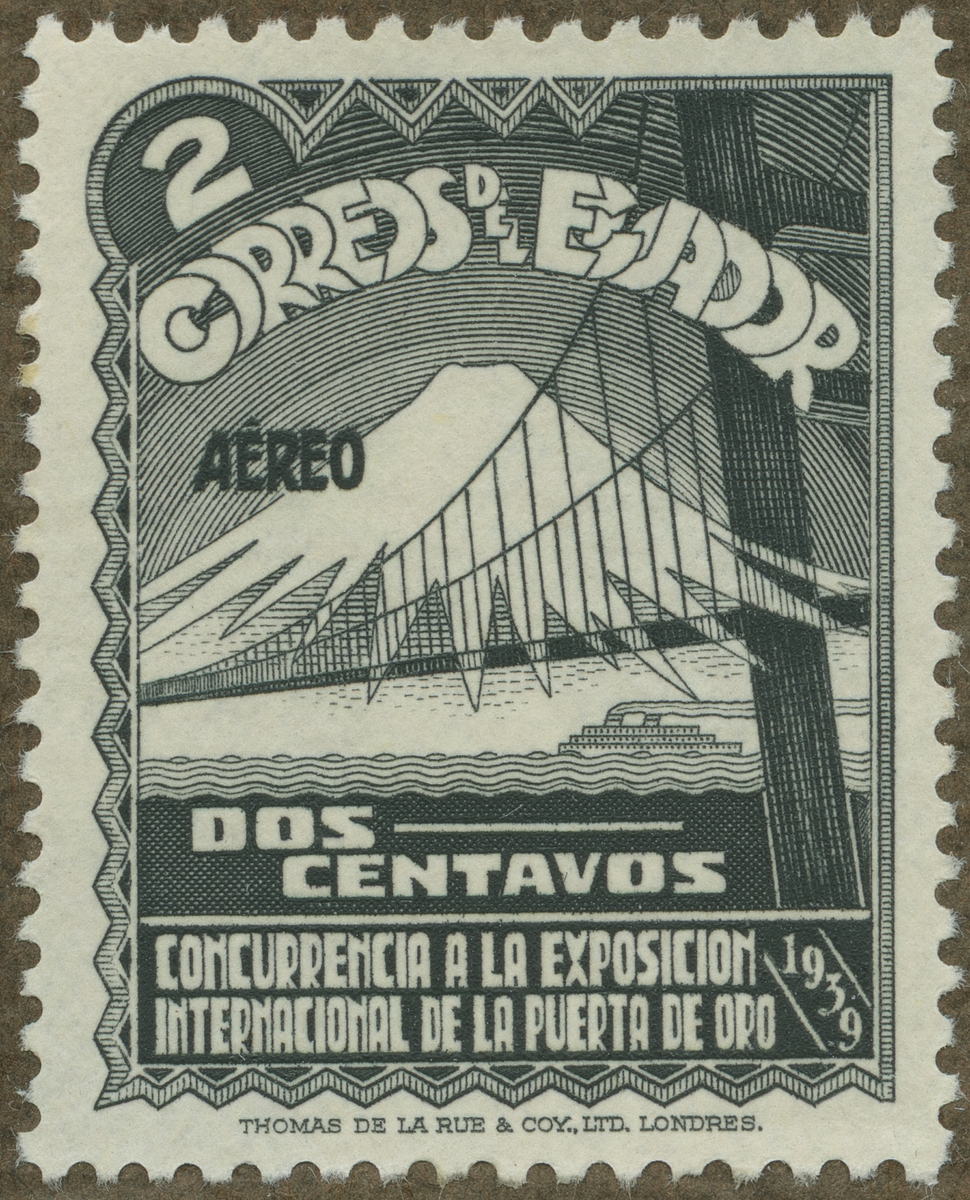 2
CORREOS DEL ECUADOR
AÉREO
DOS
CENTAVOS
CONCURRENCIA A LA EXPOSICION
INTERNACIONAL DE LA PUERTA DE ORO
1939
THOMAS DE LA RUE & COY., LTD. LONDRES.